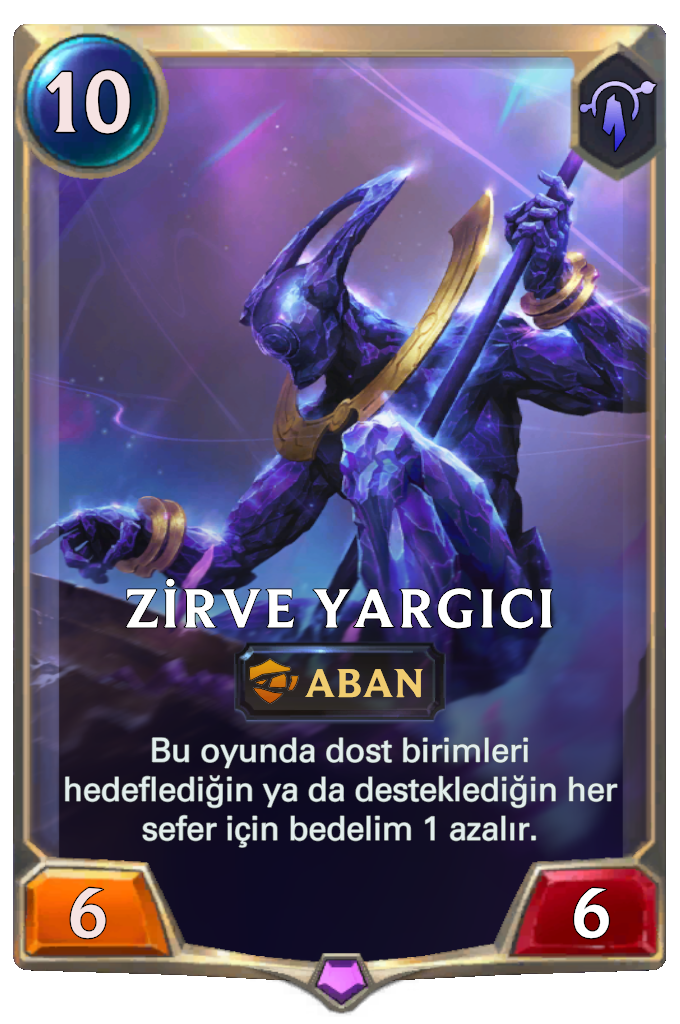 10
ZİRVE YARGICI
ABAN
Bu oyunda dost birimleri
hedeflediğin ya da desteklediğin her
sefer için bedelim 1 azalır.
6
6